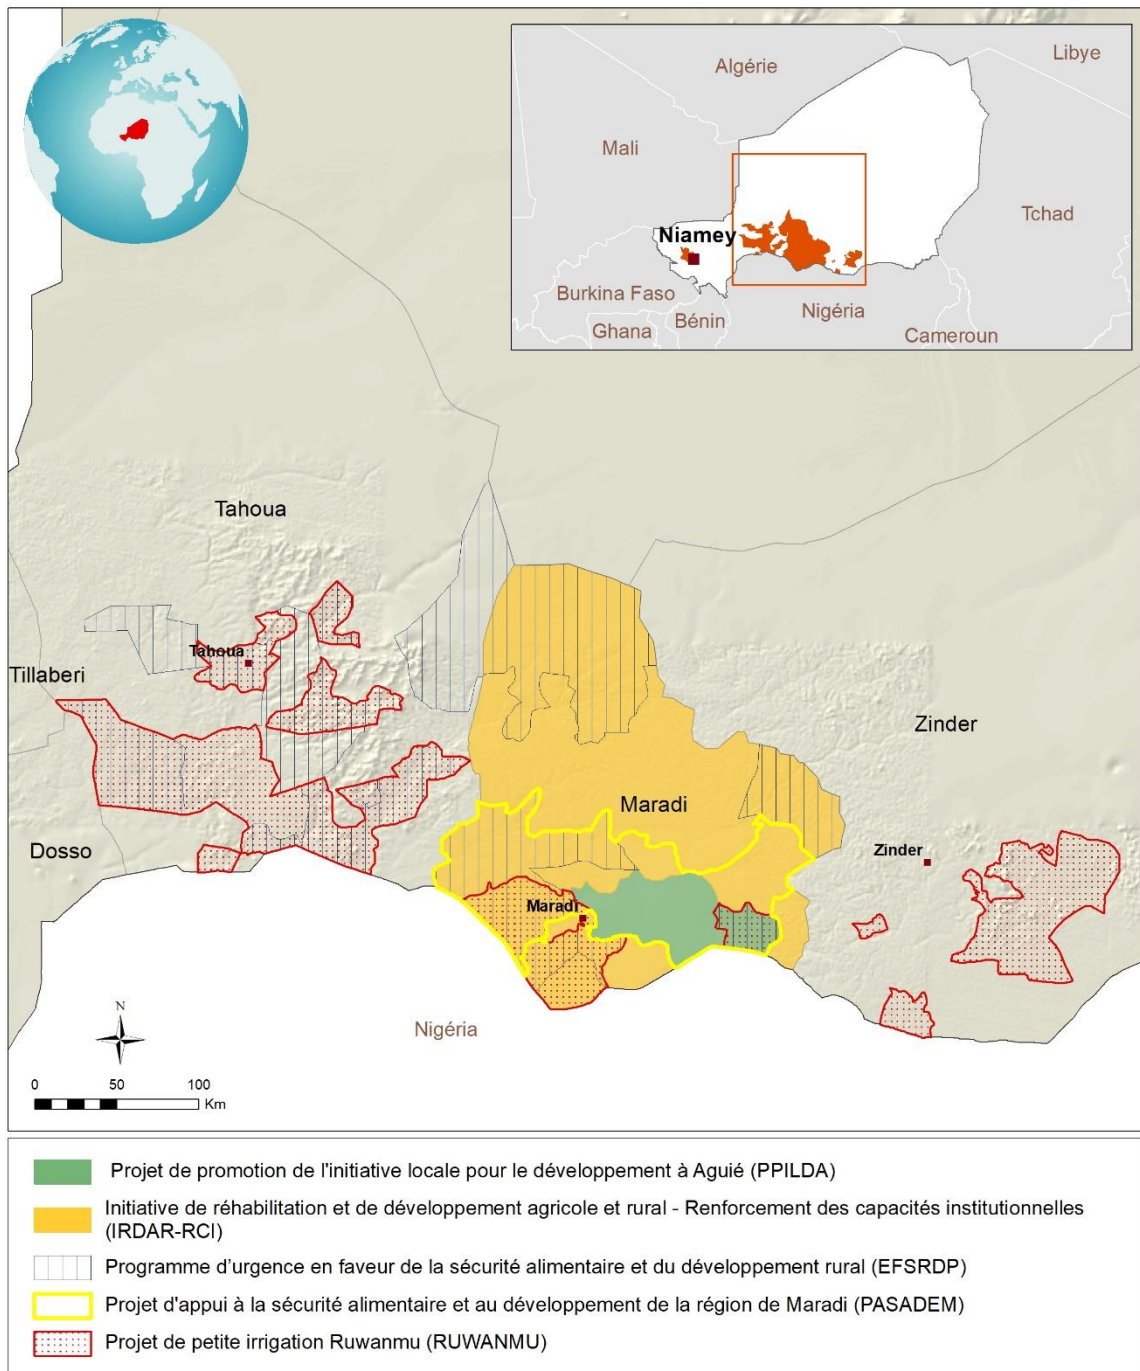 Algérie
Libye
Mali
Tchad
Niamey
Burkina Faso
Bénin
Nigéria
Ghana
Cameroun
Tahoua
Tahoua
Tillaberi
Zinder
Maradi
Dosso
Zinder
Maradi
Nigéria
N
0 50 100
Km
Projet de promotion de l'initiative locale pour le développement à Aguié (PPILDA)
Initiative de réhabilitation et de développement agricole et rural - Renforcement des capacités institutionnelles
(IRDAR-RCI)
Programme d'urgence en faveur de la sécurité alimentaire et du développement rural (EFSRDP)
Projet d'appui à la sécurité alimentaire et au développement de la région de Maradi (PASADEM)
Projet de petite irrigation Ruwanmu (RUWANMU)